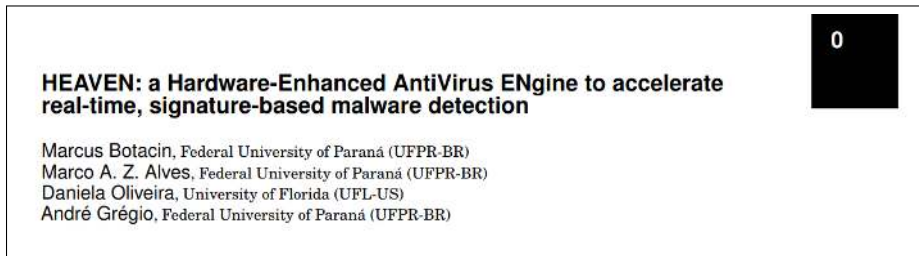 0
HEAVEN: a Hardware-Enhanced AntiVirus ENgine to accelerate
real-time, signature-based malware detection
Marcus Botacin, Federal University of Paraná (UFPR-BR)
Marco A. Z. Alves, Federal University of Paraná (UFPR-BR)
Daniela Oliveira, University of Florida (UFL-US)
André Grégio, Federal University of Paraná (UFPR-BR)